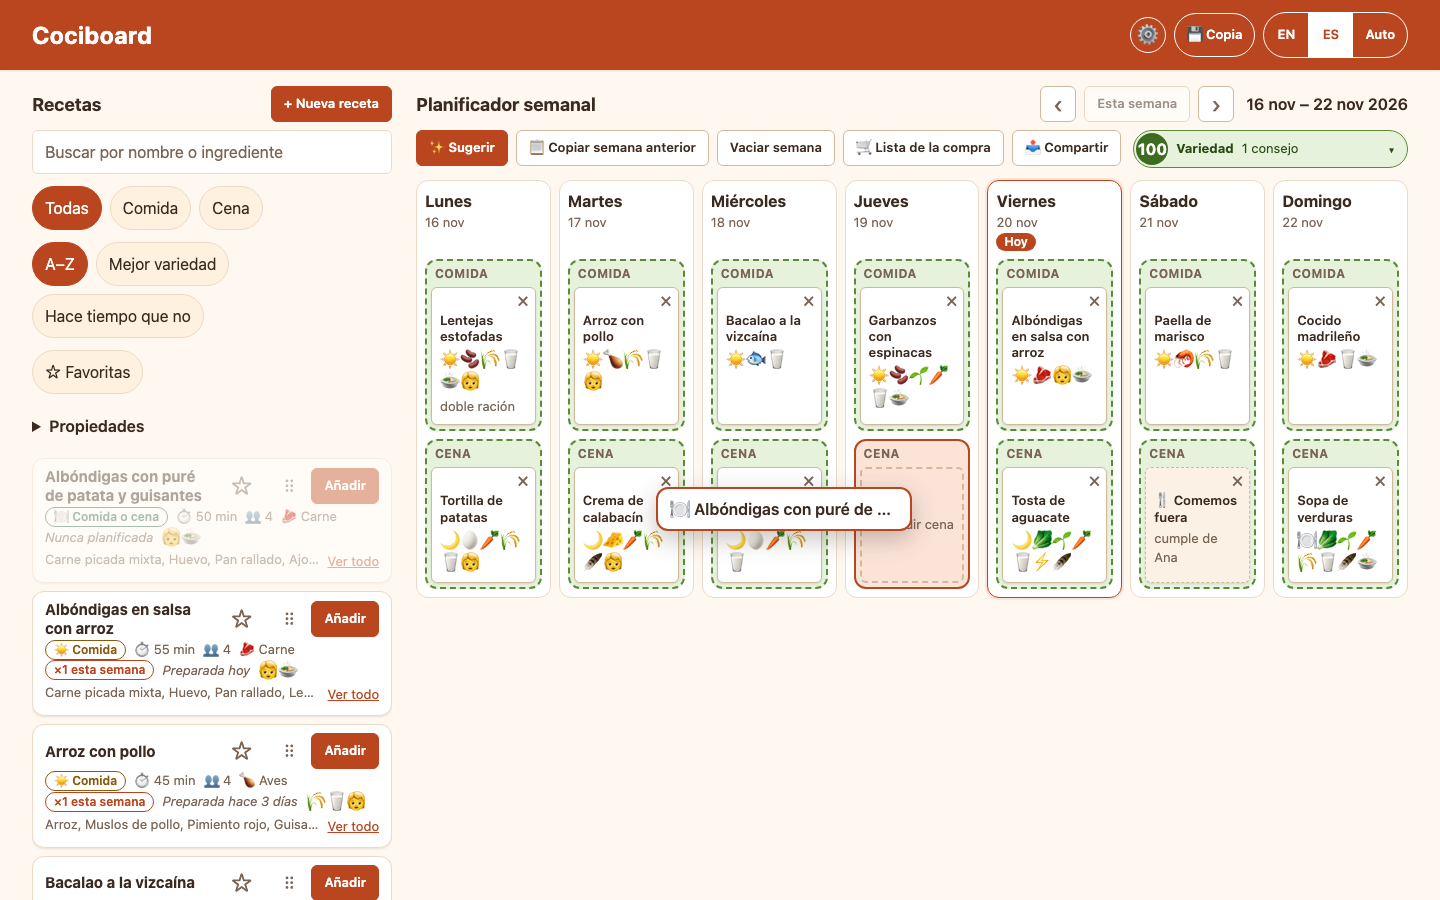 Cociboard
Copia
EN
ES
Auto
Recetas
+ Nueva receta
Buscar por nombre o ingrediente
Todas
Comida
Cena
A–Z
Mejor variedad
Hace tiempo que no
Favoritas
Propiedades
Albóndigas con puré
de patata y guisantes
Añadir
Comida o cena
50 min
4
Carne
Nunca planificada
Carne picada mixta, Huevo, Pan rallado, Ajo...
Ver todo
Albóndigas en salsa
con arroz
Añadir
Comida
55 min
4
Carne
×1 esta semana
Preparada hoy
Carne picada mixta, Huevo, Pan rallado, Le...
Ver todo
Arroz con pollo
Añadir
Comida
45 min
4
Aves
×1 esta semana
Preparada hace 3 días
Arroz, Muslos de pollo, Pimiento rojo, Guisa...
Ver todo
Bacalao a la vizcaína
Añadir
Planificador semanal
Esta semana
16 nov – 22 nov 2026
Sugerir
Copiar semana anterior
Vaciar semana
Lista de la compra
Compartir
100
Variedad
1 consejo
Lunes
16 nov
COMIDA
Lentejas
estofadas
doble ración
CENA
Tortilla de
patatas
Martes
17 nov
COMIDA
Arroz con
pollo
CENA
Crema de
calabacín
Miércoles
18 nov
COMIDA
Bacalao a la
vizcaína
CENA
Albóndigas con puré de ...
Jueves
19 nov
COMIDA
Garbanzos
con
espinacas
CENA
cena
Viernes
20 nov
Hoy
COMIDA
Albóndigas
en salsa con
arroz
CENA
Tosta de
aguacate
Sábado
21 nov
COMIDA
Paella de
marisco
CENA
Comemos
fuera
cumple de
Ana
Domingo
22 nov
COMIDA
Cocido
madrileño
CENA
Sopa de
verduras